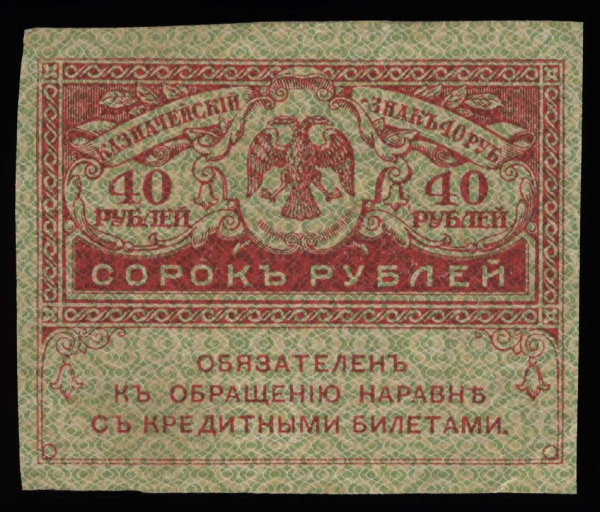 КАЗНАЧЕЙСКІЙ ЗНАКЪ 40 РУБ.
40 РУБЛЕЙ
40 РУБЛЕЙ
СОРОКЪ РУБЛЕЙ
ОБЯЗАТЕЛЕНЪ
КЪ ОБРАЩЕНІЮ НАРАВНѢ
СЪ КРЕДИТНЫМИ БИЛЕТАМИ.